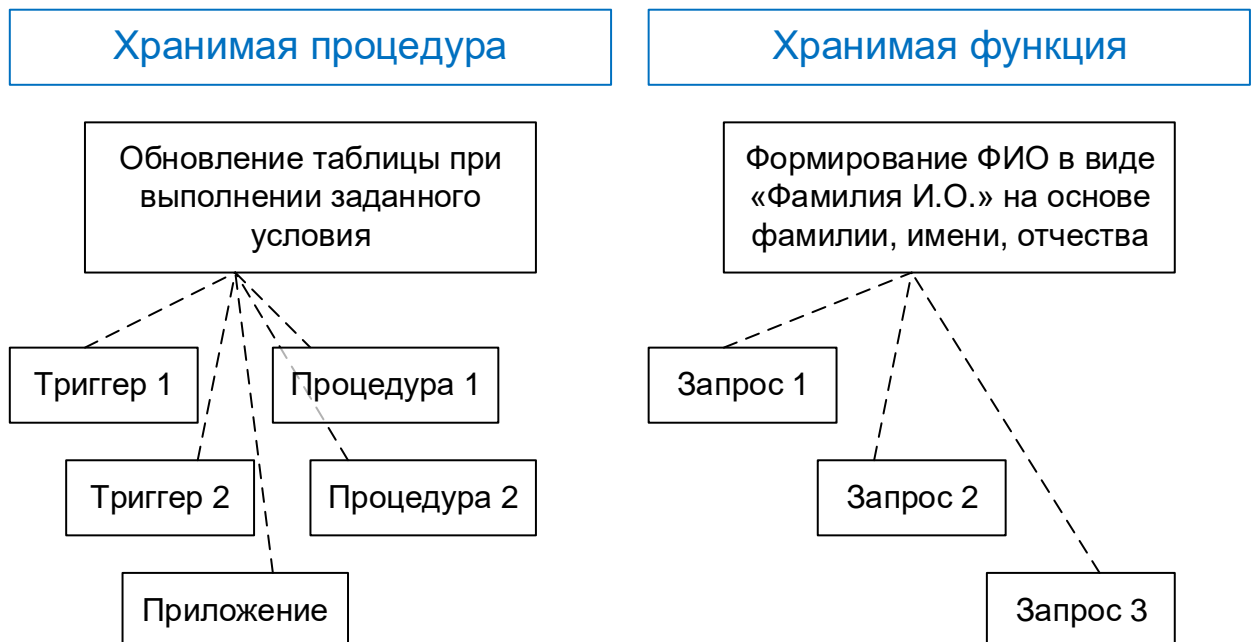 Хранимая процедура
Хранимая функция
Обновление таблицы при
выполнении заданного
условия
Формирование ФИО в виде
«Фамилия И.О.» на основе
фамилии, имени, отчества
Триггер 1
Процедура 1
Запрос 1
Триггер 2
Процедура 2
Запрос 2
Приложение
Запрос 3